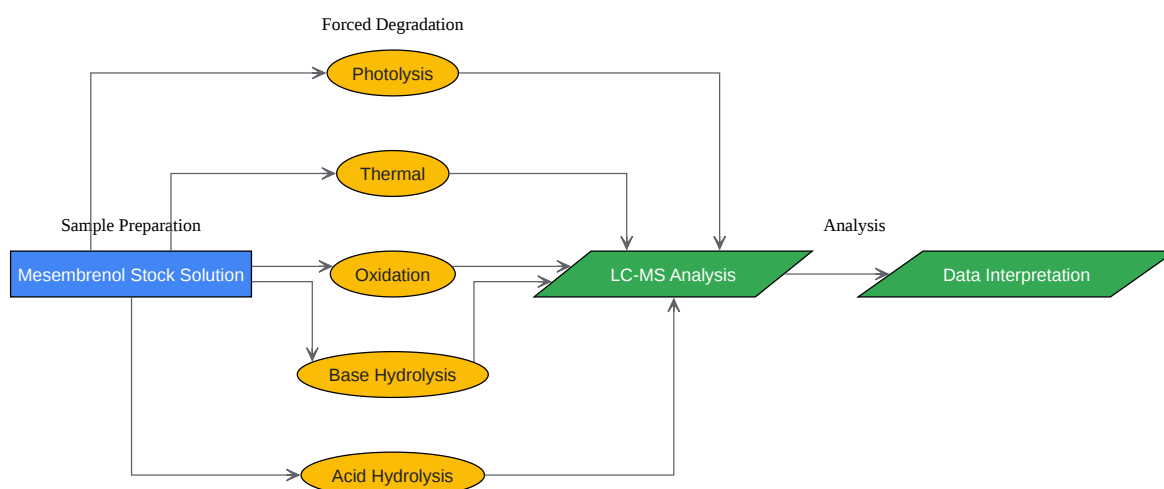 Forced Degradation
Photolysis
Thermal
Sample Preparation
Analysis
Mesembrenol Stock Solution
Oxidation
LC-MS Analysis
Data Interpretation
Base Hydrolysis
Acid Hydrolysis